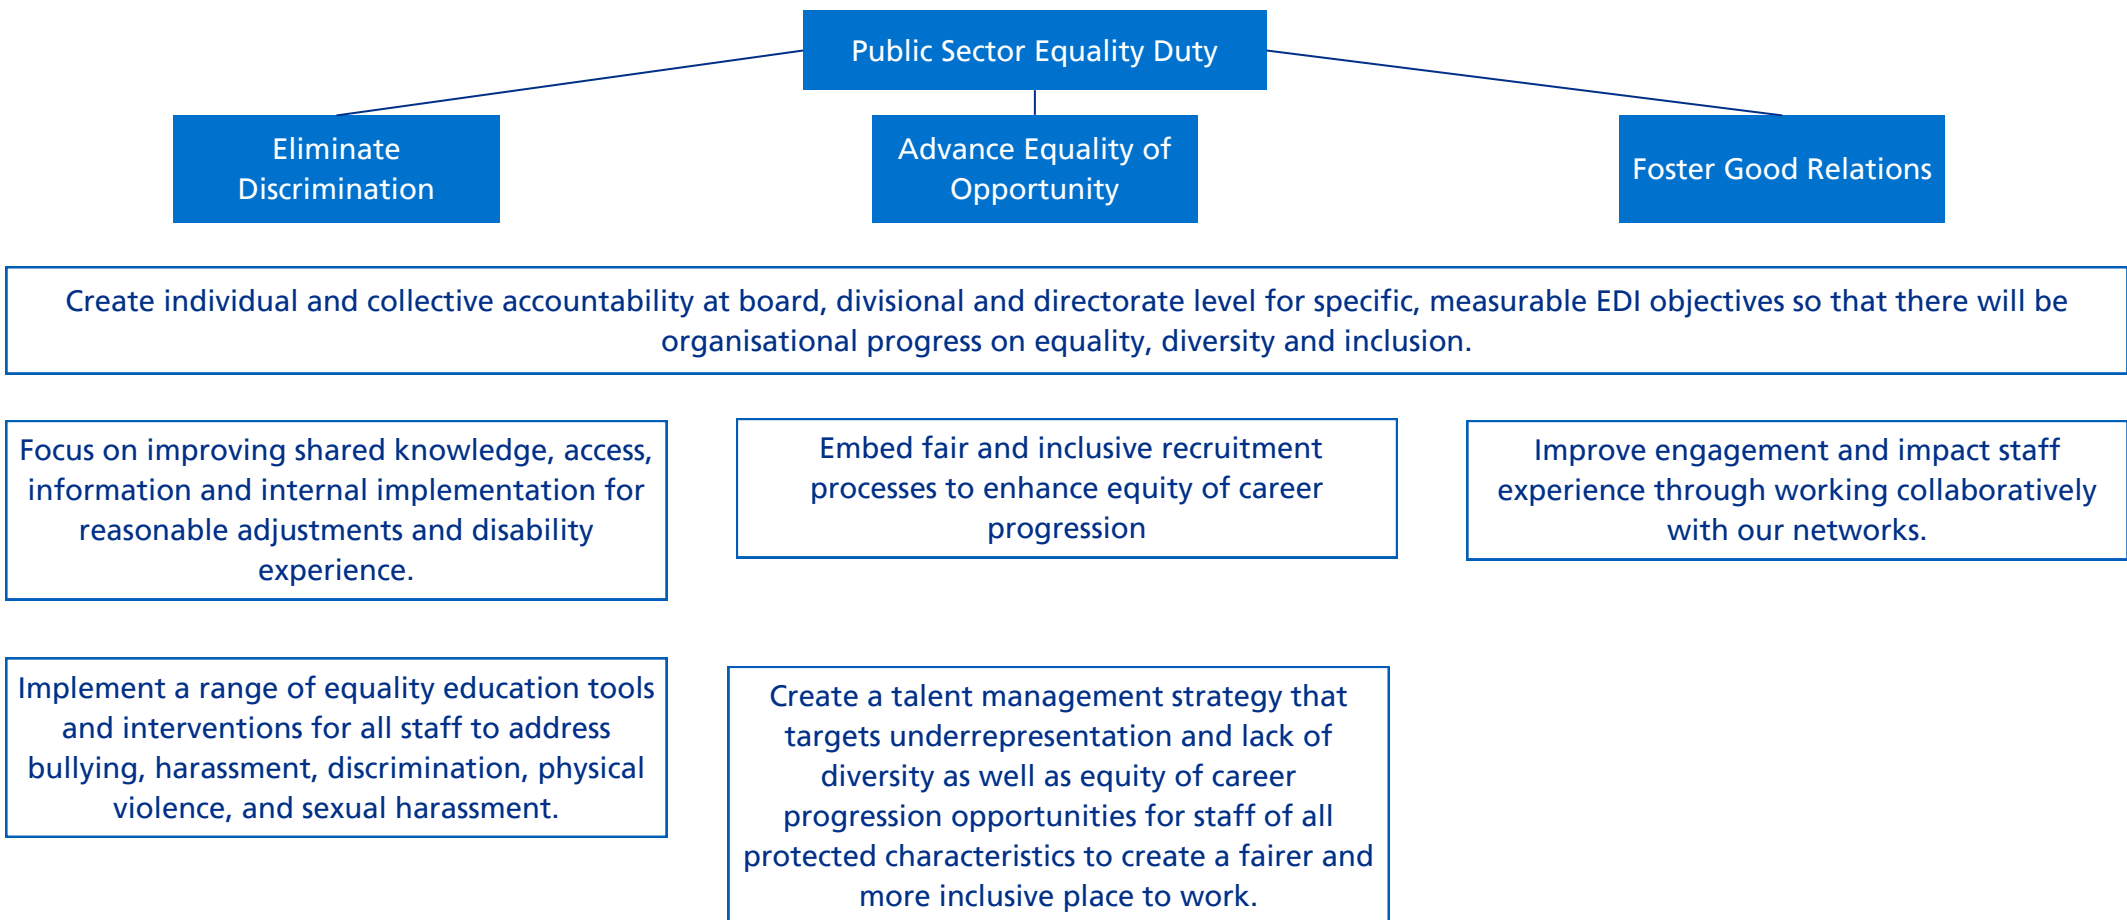 Public Sector Equality Duty
Eliminate
Discrimination
Advance Equality of
Opportunity
Foster Good Relations
Create individual and collective accountability at board, divisional and directorate level for specific, measurable EDI objectives so that there will be
organisational progress on equality, diversity and inclusion.
Focus on improving shared knowledge, access,
information and internal implementation for
reasonable adjustments and disability
experience.
Embed fair and inclusive recruitment
processes to enhance equity of career
progression
Improve engagement and impact staff
experience through working collaboratively
with our networks.
Implement a range of equality education tools
and interventions for all staff to address
bullying, harassment, discrimination, physical
violence, and sexual harassment.
Create a talent management strategy that
targets underrepresentation and lack of
diversity as well as equity of career
progression opportunities for staff of all
protected characteristics to create a fairer and
more inclusive place to work.